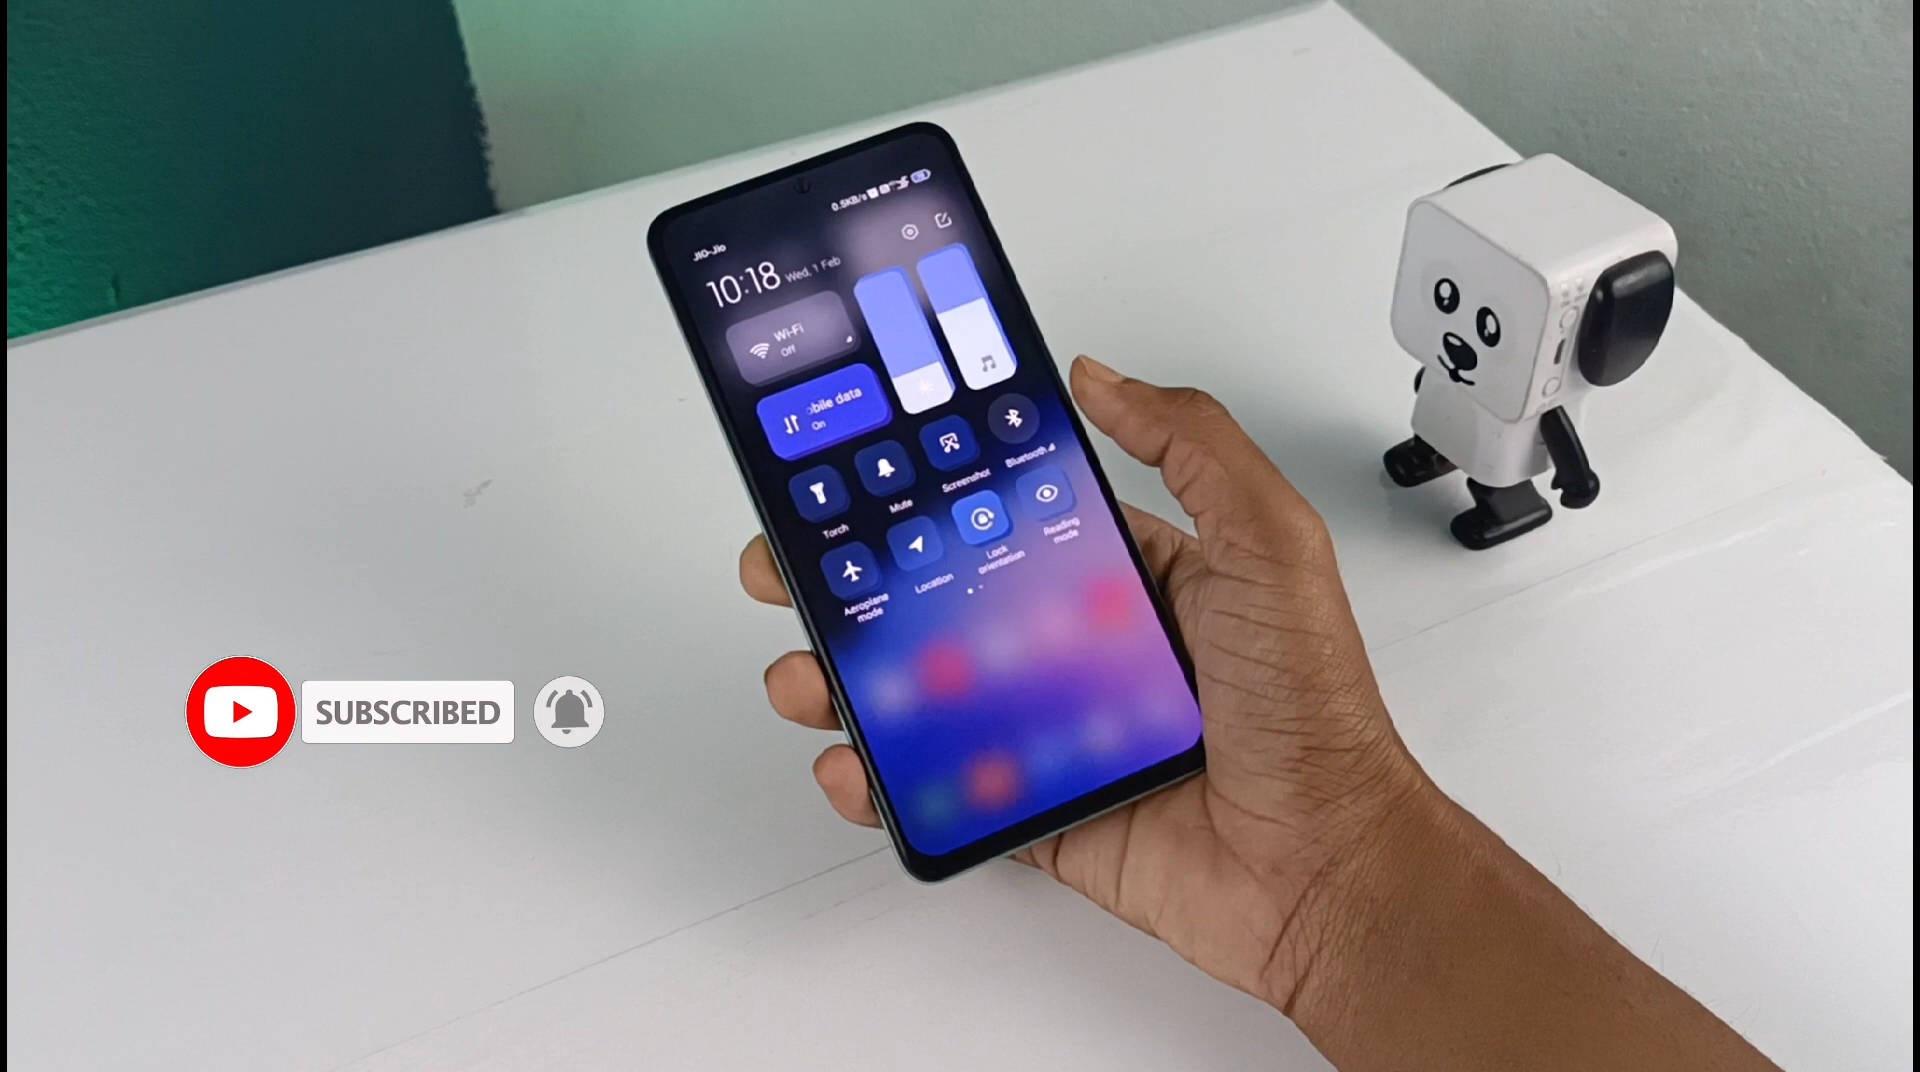 0.5KB/s
JIO-Jio
10:18 Wed, 1 Feb
Wi-Fi
Off
bile data
On
Torch
Mute
Screenshot
Bluetooth
Aeroplane
mode
Location
Lock
orientation
Reading
mode
SUBSCRIBED